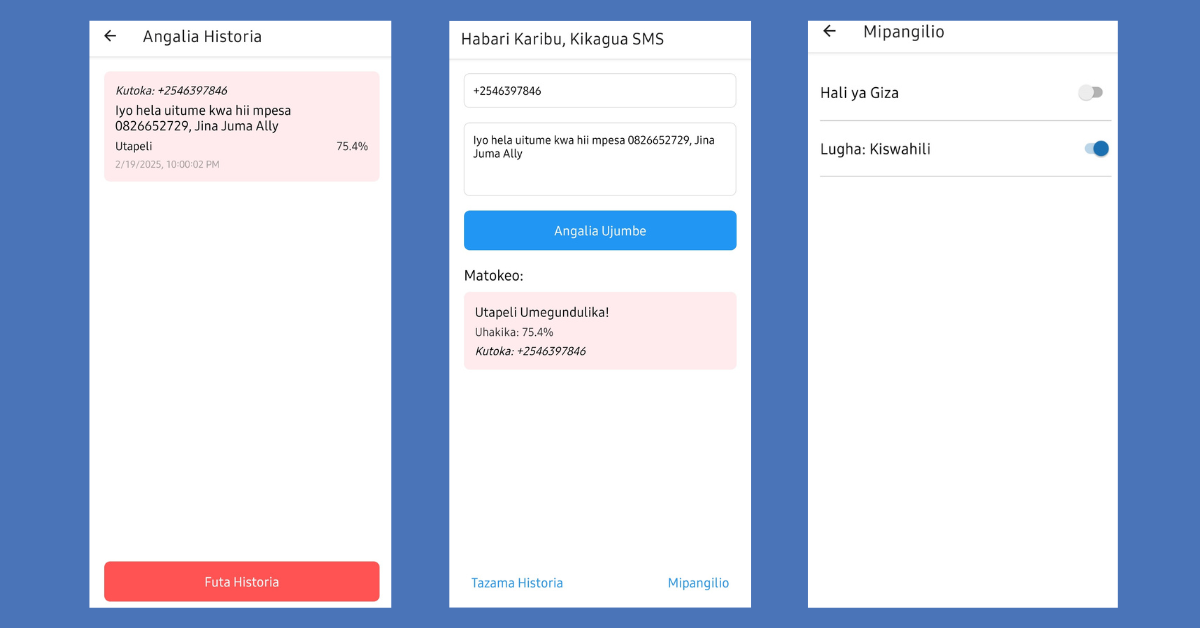 Angalia Historia
Kutoka: +2546397846
Iyo hela uitume kwa hii mpesa
0826652729, Jina Juma Ally
Utapeli 75.4%
2/19/2025, 10:00:02 PM
Futa Historia
Habari Karibu, Kikagua SMS
+2546397846
Iyo hela uitume kwa hii mpesa 0826652729, Jina
Juma Ally
Angalia Ujumbe
Matokeo:
Utapeli Umegundulika!
Uhakika: 75.4%
Kutoka: +2546397846
Tazama Historia Mipangilio
Mipangilio
Hali ya Giza
Lugha: Kiswahili